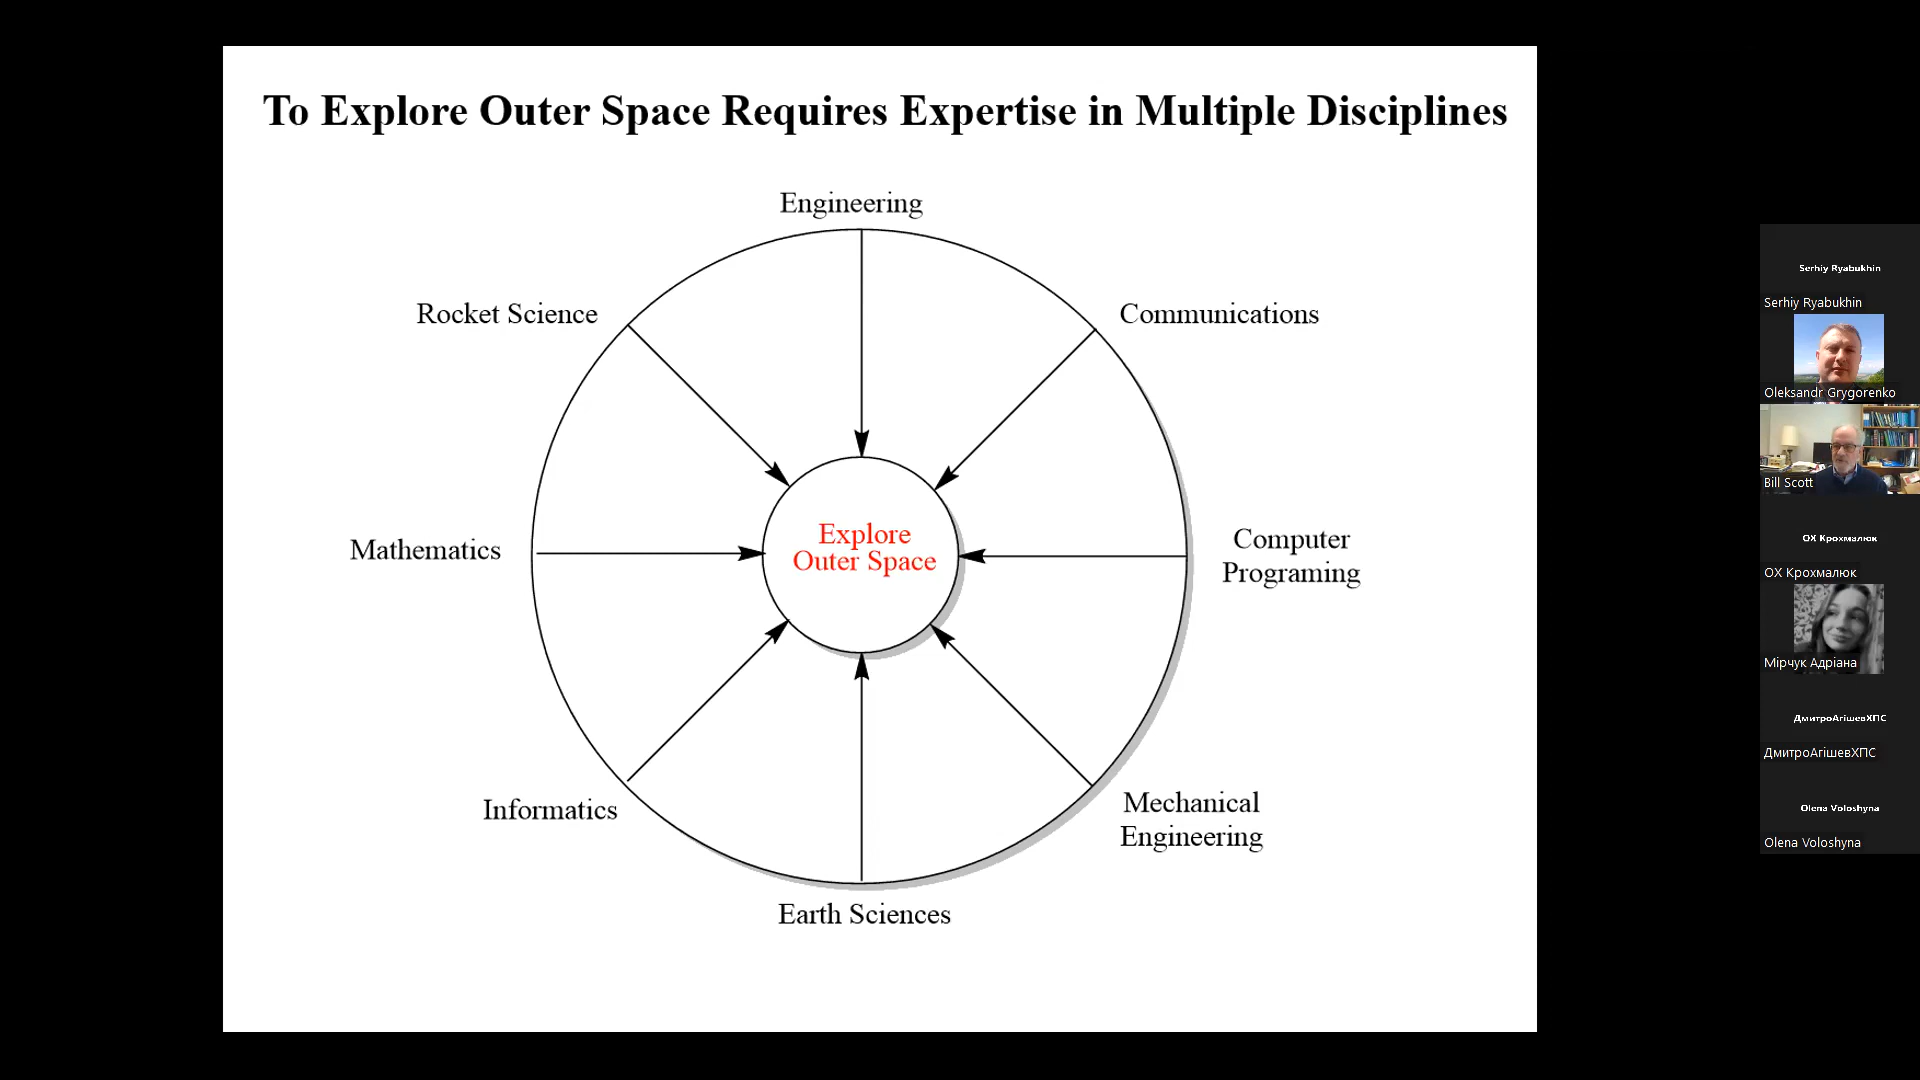 To Explore Outer Space Requires Expertise in Multiple Disciplines
Engineering
Rocket Science
Communications
Mathematics
Explore
Outer Space
Computer
Programing
Informatics
Mechanical
Engineering
Earth Sciences
Serhiy Ryabukhin
Serhiy Ryabukhin
Oleksandr Grygorenko
Bill Scott
ОХ Крохмалюк
ОХ Крохмалюк
Мірчук Адріана
ДмитроАгішевХПС
ДмитроАгішевХПС
Olena Voloshyna
Olena Voloshyna